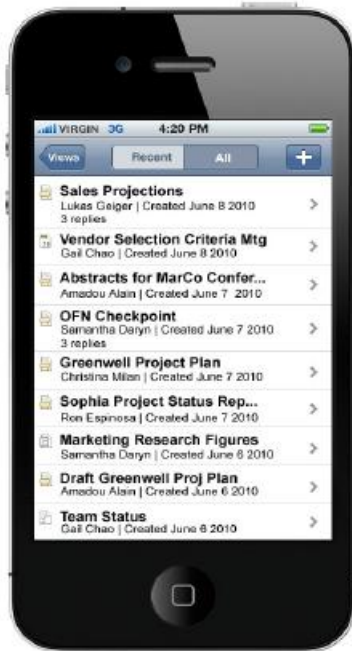 VIRGIN 3G 4:20 PM
Views Recent All +
Sales Projections
Lukas Geiger | Created June 8 2010
3 replies
Vendor Selection Criteria Mtg
Gail Chao | Created June 8 2010
Abstracts for MarCo Confer...
Amadou Alain | Created June 7 2010
OFN Checkpoint
Samantha Daryn | Created June 7 2010
3 replies
Greenwell Project Plan
Christina Milan | Created June 7 2010
Sophia Project Status Rep...
Ron Espinosa | Created June 7 2010
Marketing Research Figures
Samantha Daryn | Created June 6 2010
Draft Greenwell Proj Plan
Amadou Alain | Created June 6 2010
Team Status
Gail Chao | Created June 6 2010